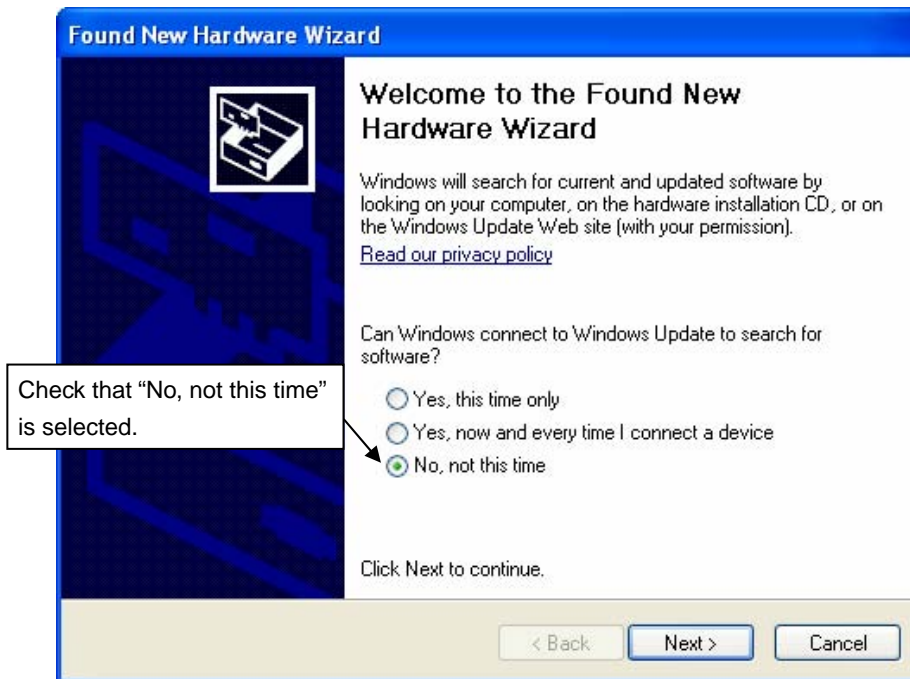 Found New Hardware Wizard
Welcome to the Found New
Hardware Wizard
Windows will search for current and updated software by
looking on your computer, on the hardware installation CD, or on
the Windows Update Web site (with your permission).
Read our privacy policy
Can Windows connect to Windows Update to search for
software?
Check that “No, not this time”
is selected.
Yes, this time only
Yes, now and every time I connect a device
No, not this time
Click Next to continue.
< Back
Next >
Cancel